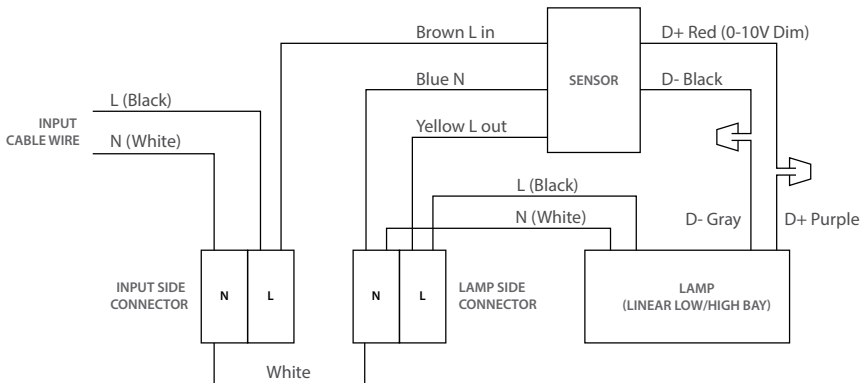 Brown L in
D+ Red (0-10V Dim)
Blue N
SENSOR
D- Black
L (Black)
INPUT
CABLE WIRE
N (White)
Yellow L out
L (Black)
N (White)
D- Gray
D+ Purple
INPUT SIDE
CONNECTOR
N
L
N
L
LAMP SIDE
CONNECTOR
LAMP
(LINEAR LOW/HIGH BAY)
White